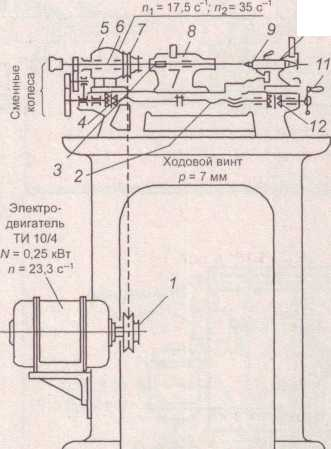 n₁ = 17,5 c⁻¹; n₂= 35 c⁻¹
5 6 7
8
9
Сменные
колеса
4
3
2
11
12
Ходовой винт
p = 7 мм
Электро-
двигатель
ТИ 10/4
N = 0,25 кВт
n = 23,3 c⁻¹
1